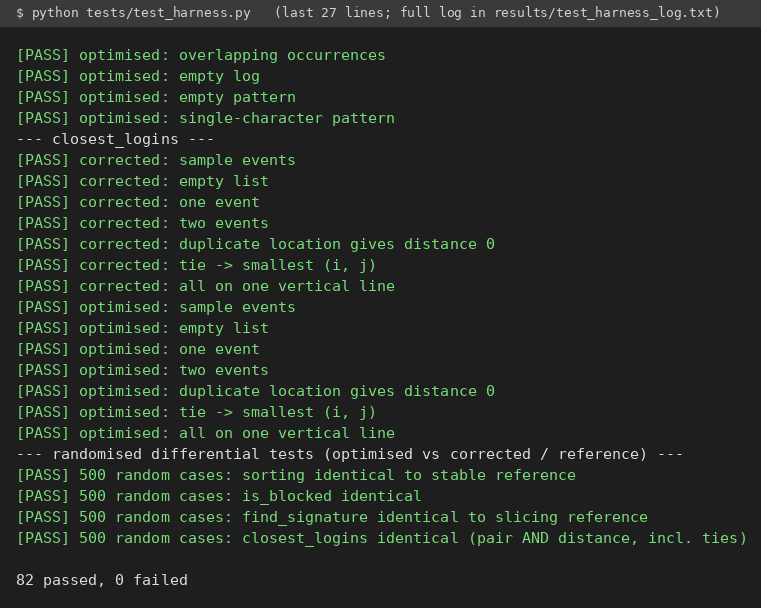 $ python tests/test_harness.py   (last 27 lines; full log in results/test_harness_log.txt)
[PASS] optimised: overlapping occurrences
[PASS] optimised: empty log
[PASS] optimised: empty pattern
[PASS] optimised: single-character pattern
--- closest_logins ---
[PASS] corrected: sample events
[PASS] corrected: empty list
[PASS] corrected: one event
[PASS] corrected: two events
[PASS] corrected: duplicate location gives distance 0
[PASS] corrected: tie -> smallest (i, j)
[PASS] corrected: all on one vertical line
[PASS] optimised: sample events
[PASS] optimised: empty list
[PASS] optimised: one event
[PASS] optimised: two events
[PASS] optimised: duplicate location gives distance 0
[PASS] optimised: tie -> smallest (i, j)
[PASS] optimised: all on one vertical line
--- randomised differential tests (optimised vs corrected / reference) ---
[PASS] 500 random cases: sorting identical to stable reference
[PASS] 500 random cases: is_blocked identical
[PASS] 500 random cases: find_signature identical to slicing reference
[PASS] 500 random cases: closest_logins identical (pair AND distance, incl. ties)
82 passed, 0 failed